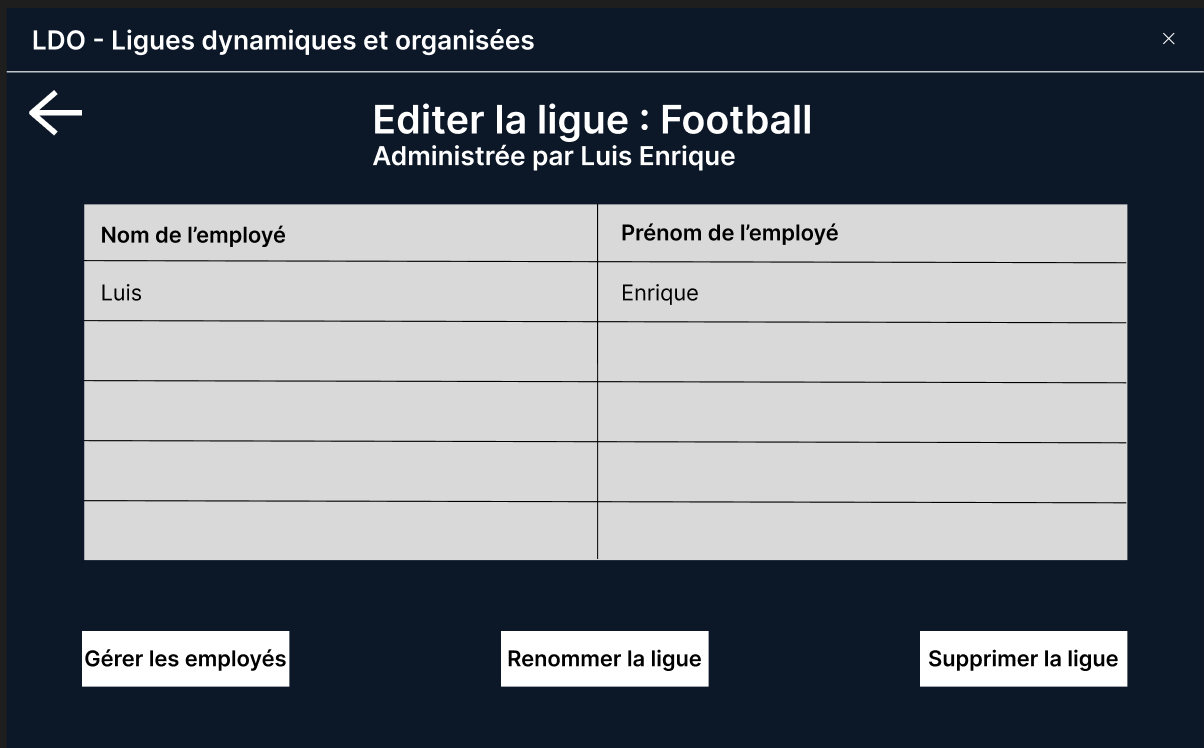 LDO - Ligues dynamiques et organisées
Editer la ligue : Football
Administrée par Luis Enrique
Nom de l’employé
Prénom de l’employé
Luis
Enrique
Gérer les employés
Renommer la ligue
Supprimer la ligue